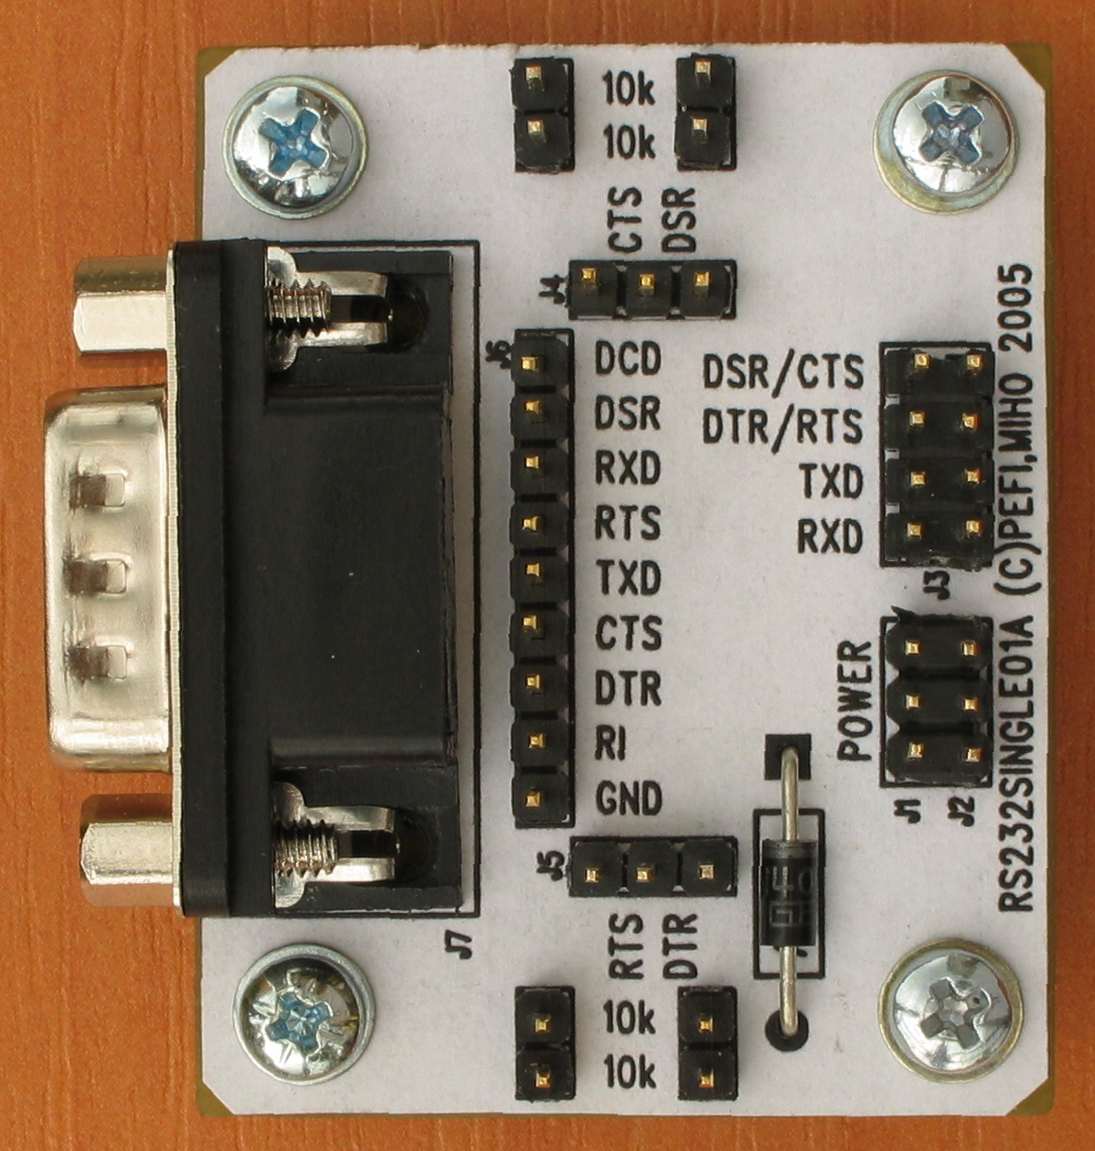 10k
10k
CTS
DSR
J4
J6
DCD
DSR
RXD
RTS
TXD
CTS
DTR
RI
GND
DSR/CTS
DTR/RTS
TXD
RXD
J3
POWER
J1
J2
RS232SINGLE01A (C)PEFI,MIHO 2005
J5
RTS
DTR
J7
10k
10k